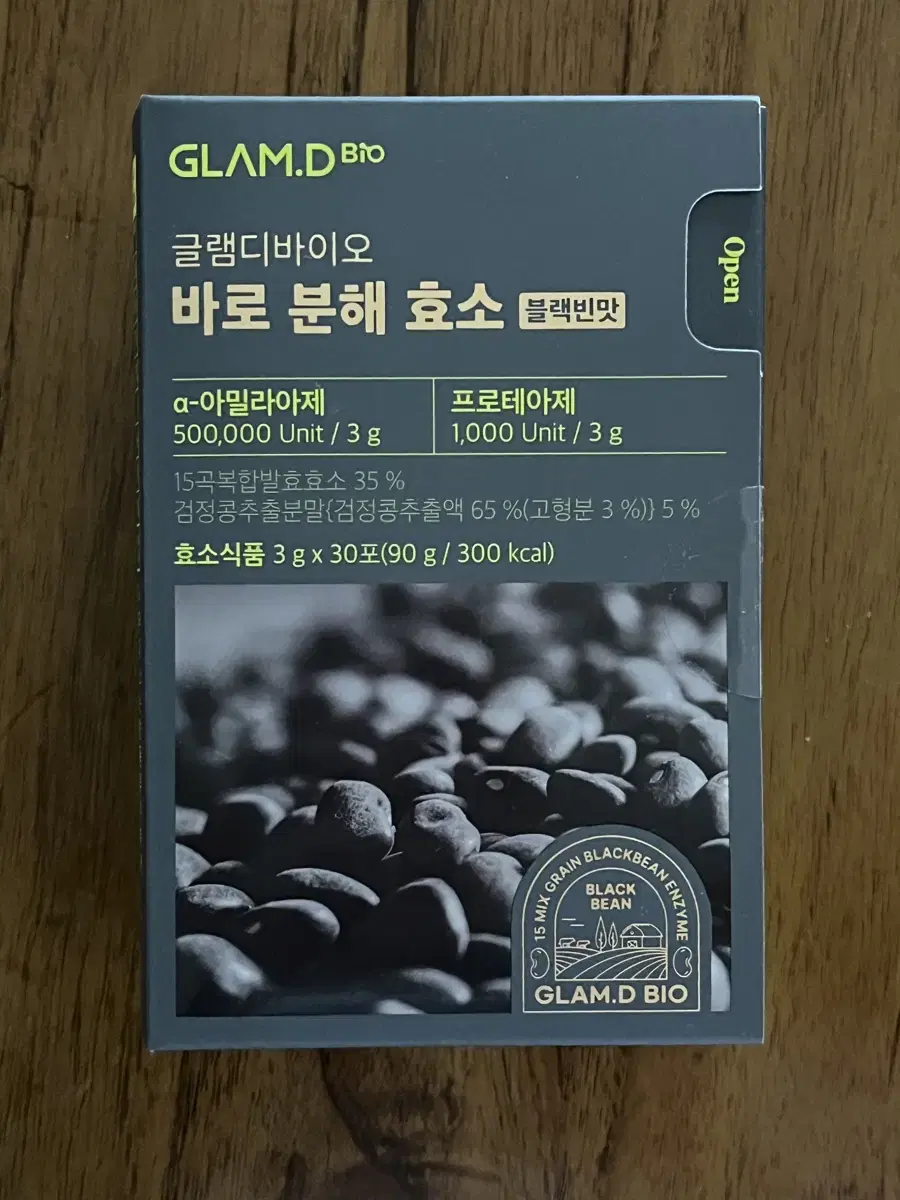 GLAM.D Bio
Open
글램디바이오
바로 분해 효소 블랙빈맛
α-아밀라아제
500,000 Unit / 3 g
프로테아제
1,000 Unit / 3 g
15곡복합발효효소 35 %
검정콩추출분말{검정콩추출액 65 %(고형분 3 %)} 5 %
효소식품 3 g x 30포(90 g / 300 kcal)
15 MIX GRAIN BLACKBEAN ENZYME
BLACK
BEAN
GLAM.D BIO